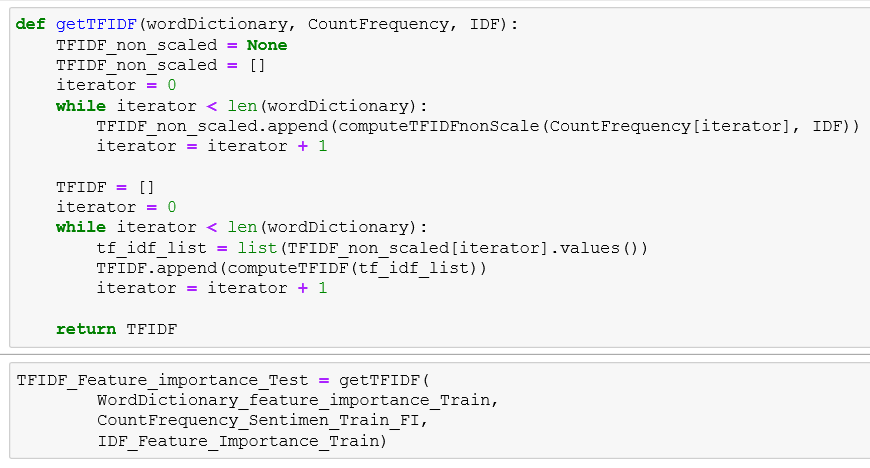 def getTFIDF(wordDictionary, CountFrequency, IDF):
    TFIDF_non_scaled = None
    TFIDF_non_scaled = []
    iterator = 0
    while iterator < len(wordDictionary):
        TFIDF_non_scaled.append(computeTFIDFnonScale(CountFrequency[iterator], IDF))
        iterator = iterator + 1

    TFIDF = []
    iterator = 0
    while iterator < len(wordDictionary):
        tf_idf_list = list(TFIDF_non_scaled[iterator].values())
        TFIDF.append(computeTFIDF(tf_idf_list))
        iterator = iterator + 1

    return TFIDF

TFIDF_Feature_importance_Test = getTFIDF(
        WordDictionary_feature_importance_Train,
        CountFrequency_Sentimen_Train_FI,
        IDF_Feature_Importance_Train)